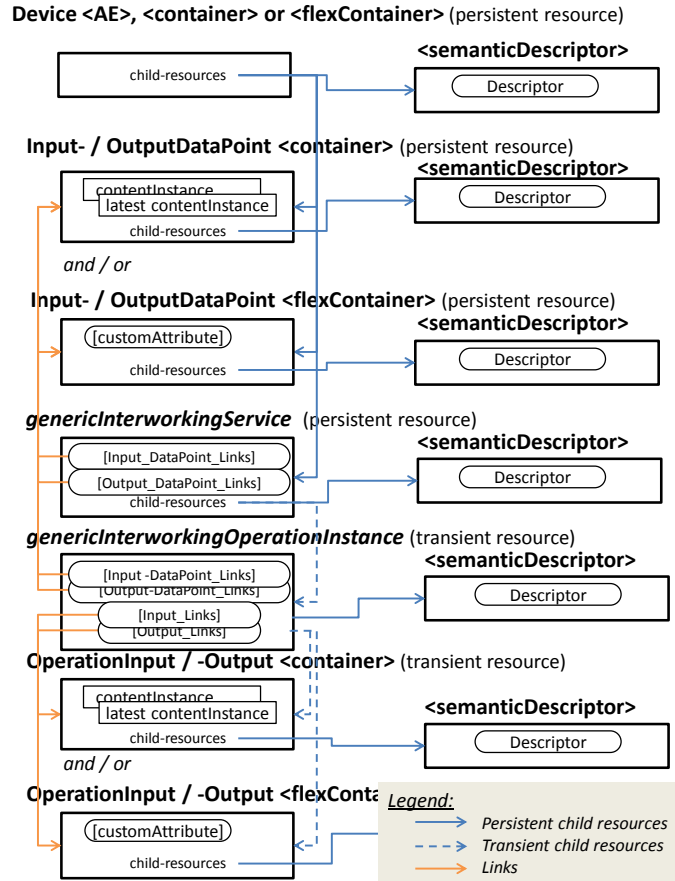 Device <AE>, <container> or <flexContainer> (persistent resource)
<semanticDescriptor>
child-resources
Descriptor
Input- / OutputDataPoint <container> (persistent resource)
<semanticDescriptor>
contentInstance
latest contentInstance
child-resources
Descriptor
and / or
Input- / OutputDataPoint <flexContainer> (persistent resource)
<semanticDescriptor>
[customAttribute]
child-resources
Descriptor
genericInterworkingService (persistent resource)
<semanticDescriptor>
[Input_DataPoint_Links]
[Output_DataPoint_Links]
child-resources
Descriptor
genericInterworkingOperationInstance (transient resource)
<semanticDescriptor>
[Input -DataPoint_Links]
[Output-DataPoint_Links]
[Input_Links]
[Output_Links]
Descriptor
OperationInput / -Output <container> (transient resource)
<semanticDescriptor>
contentInstance
latest contentInstance
child-resources
Descriptor
and / or
OperationInput / -Output <flexConta
[customAttribute]
child-resources
Legend:
Persistent child resources
Transient child resources
Links